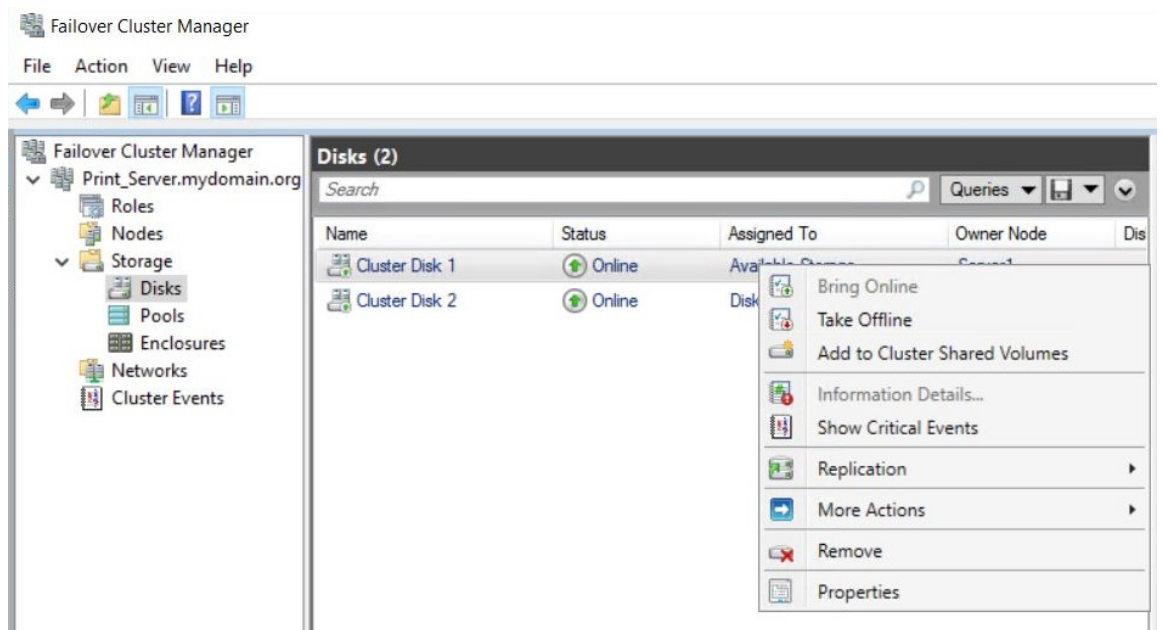 Failover Cluster Manager
File Action View Help
Failover Cluster Manager
Print_Server.mydomain.org
Roles
Nodes
Storage
Disks
Pools
Enclosures
Networks
Cluster Events
Disks (2)
Search Queries
Name Status Assigned To Owner Node Dis
Cluster Disk 1 Online
Cluster Disk 2 Online Disk
Bring Online
Take Offline
Add to Cluster Shared Volumes
Information Details...
Show Critical Events
Replication
More Actions
Remove
Properties